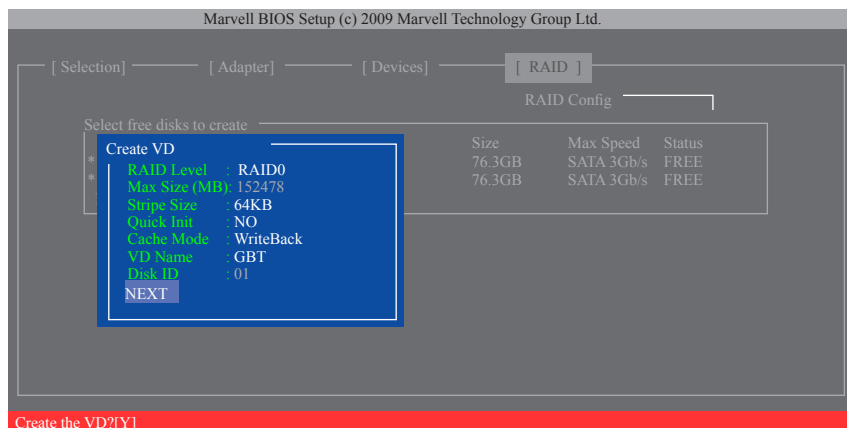 Marvell BIOS Setup (c) 2009 Marvell Technology Group Ltd.
[ Selection] [ Adapter] [ Devices] [ RAID ]
RAID Config
Select free disks to create
Size Max Speed Status
* 76.3GB SATA 3Gb/s FREE
* 76.3GB SATA 3Gb/s FREE
Create VD
RAID Level : RAID0
Max Size (MB): 152478
Stripe Size : 64KB
Quick Init : NO
Cache Mode : WriteBack
VD Name : GBT
Disk ID : 01
NEXT
Create the VD?[Y]